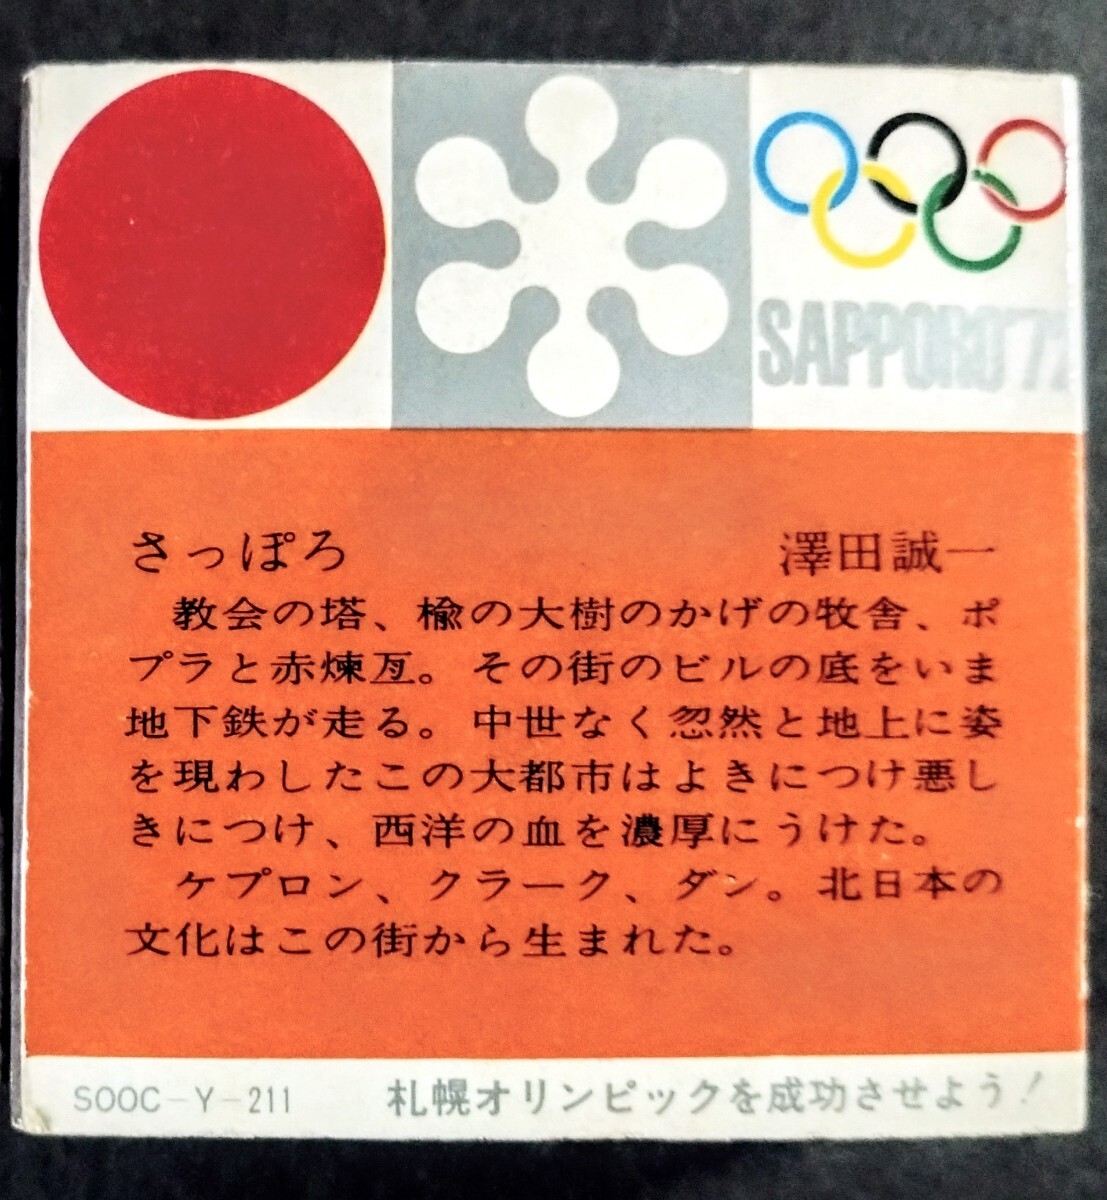 SAPPORO'72
さっぽろ 澤田誠一
教会の塔、楡の大樹のかげの牧舎、ポ
プラと赤煉瓦。その街のビルの底をいま
地下鉄が走る。中世なく忽然と地上に姿
を現わしたこの大都市はよきにつけ悪し
きにつけ、西洋の血を濃厚にうけた。
ケプロン、クラーク、ダン。北日本の
文化はこの街から生まれた。
SOOC-Y-211 札幌オリンピックを成功させよう!